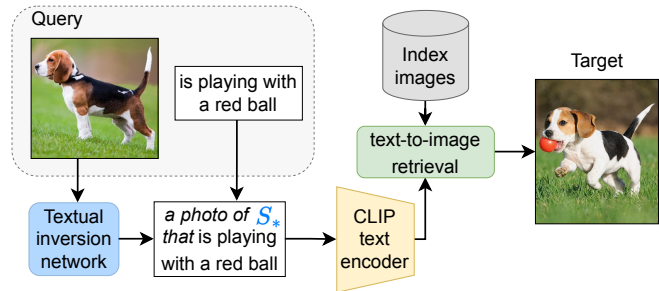 Query
is playing with
a red ball
Index
images
Target
text-to-image
retrieval
Textual
inversion
network
a photo of S*
that is playing
with a red ball
CLIP
text
encoder